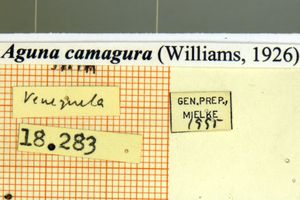 Aguna camagura (Williams, 1926)
Venezuela
18.283
GEN.PREP.,
MIELKE
1995